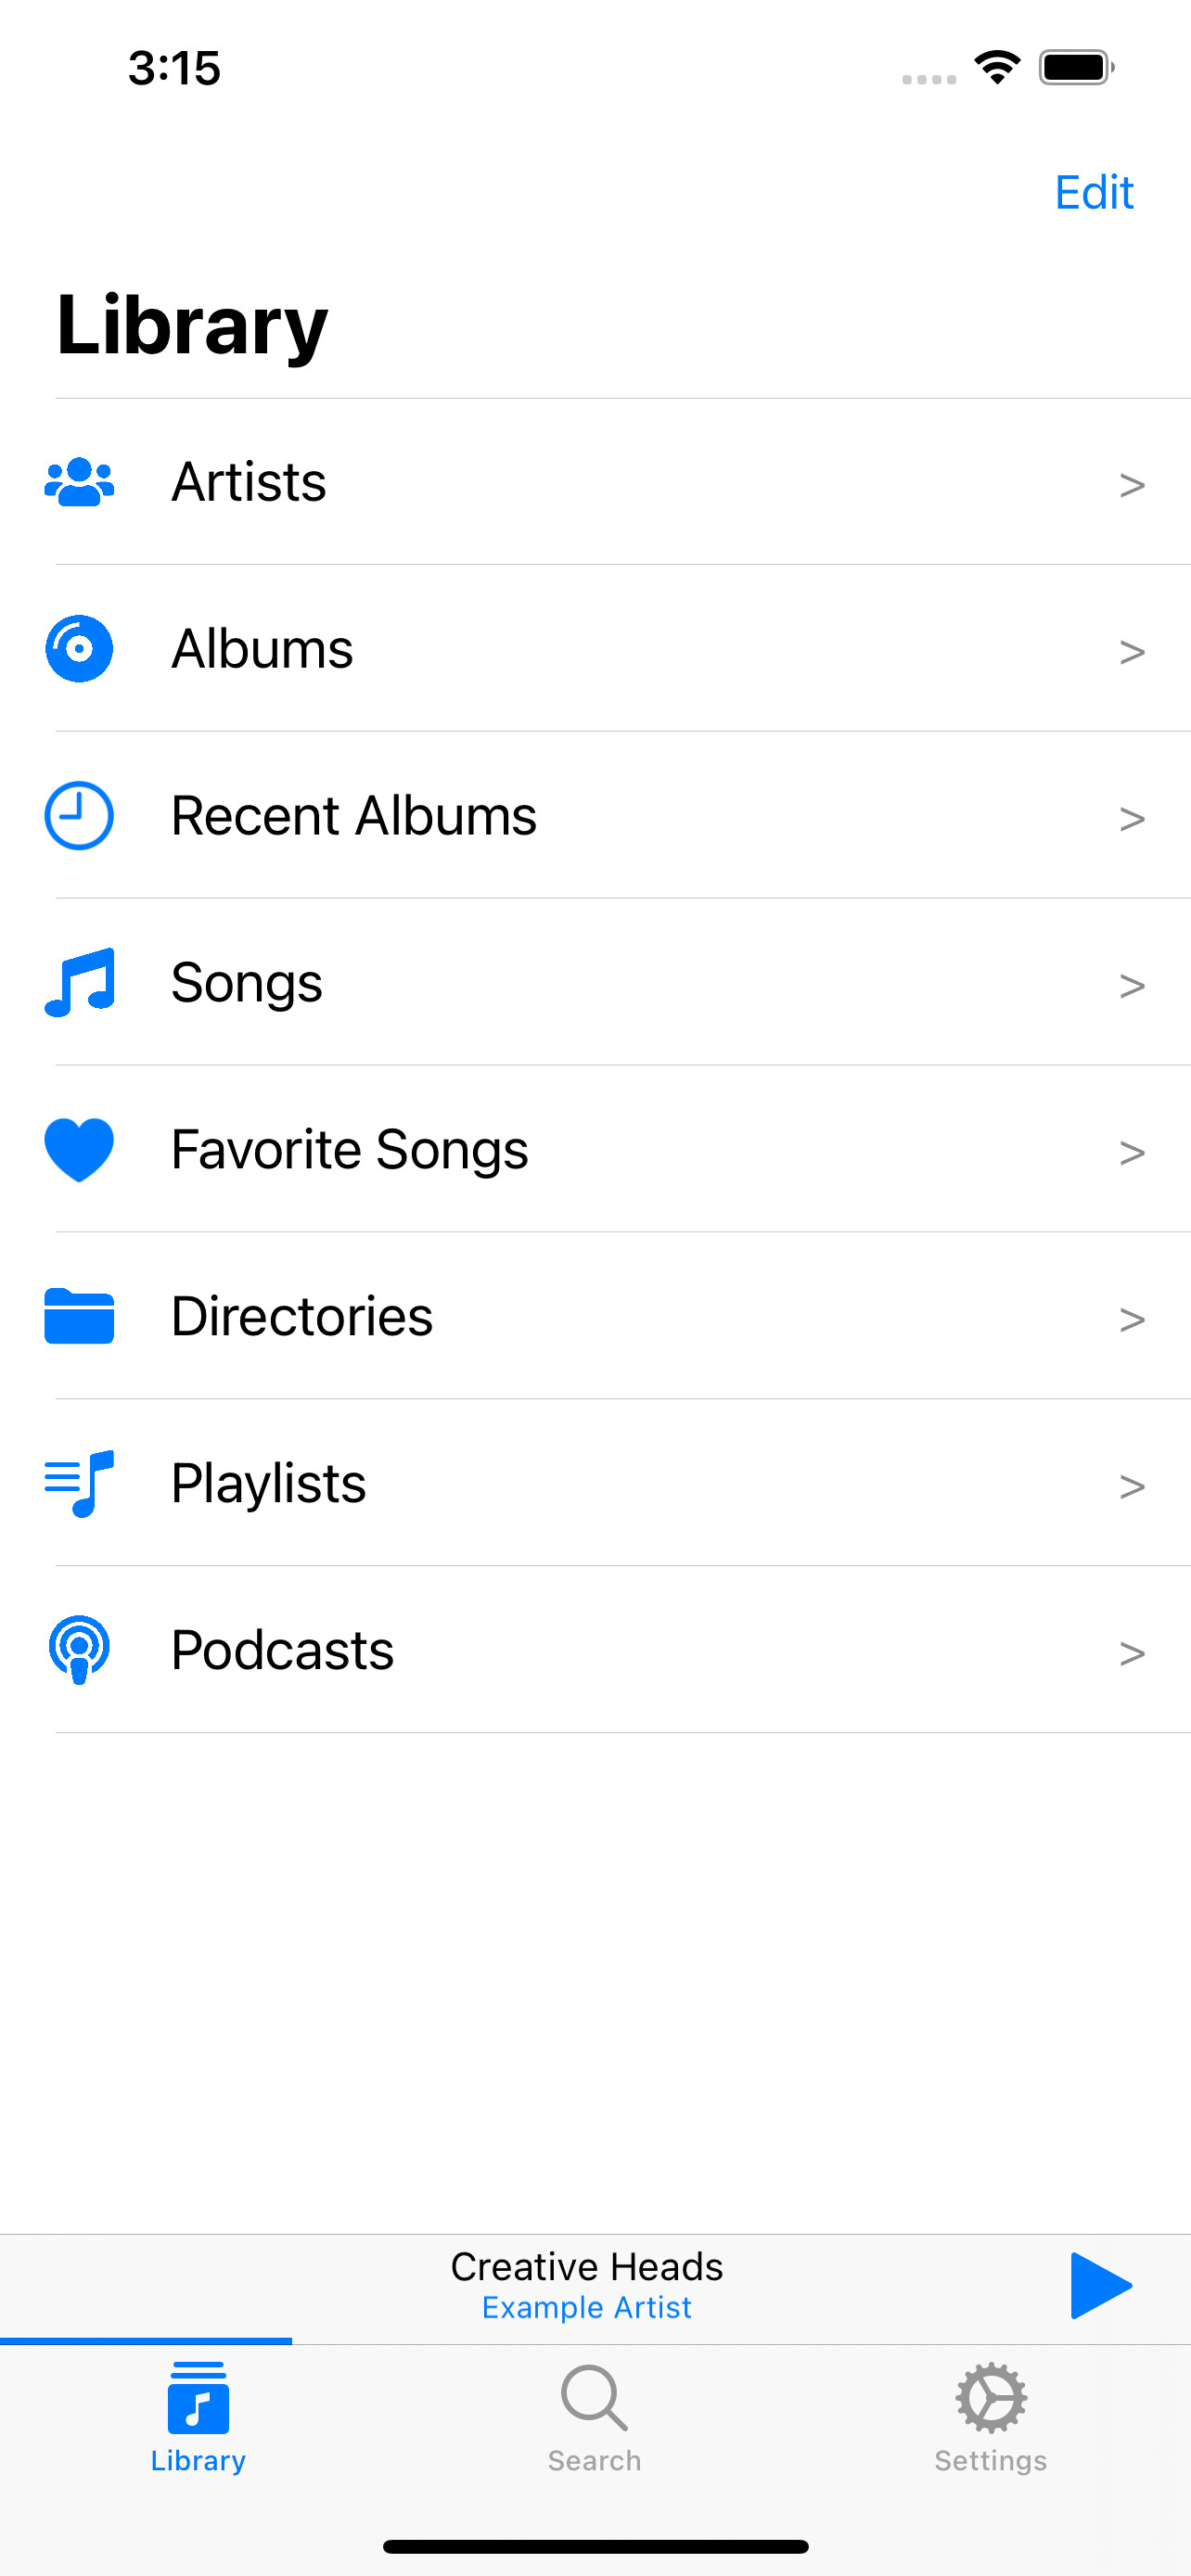 3:15
Edit
Library
Artists >
Albums >
Recent Albums >
Songs >
Favorite Songs >
Directories >
Playlists >
Podcasts >
Creative Heads
Example Artist
Library Search Settings